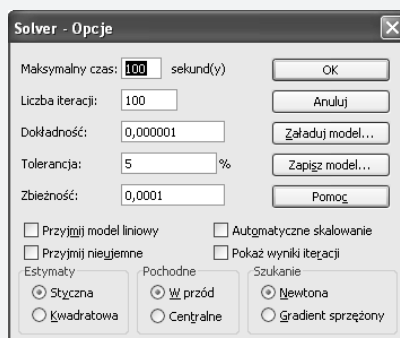 Solver - Opcje
Maksymalny czas: 100 sekund(y)
OK
Liczba iteracji: 100
Anuluj
Dokładność: 0,000001
Załaduj model...
Tolerancja: 5 %
Zapisz model...
Zbieżność: 0,0001
Pomoc
Przyjmij model liniowy
Automatyczne skalowanie
Przyjmij nieujemne
Pokaż wyniki iteracji
Estymaty
Pochodne
Szukanie
Styczna
W przód
Newtona
Kwadratowa
Centralne
Gradient sprzężony